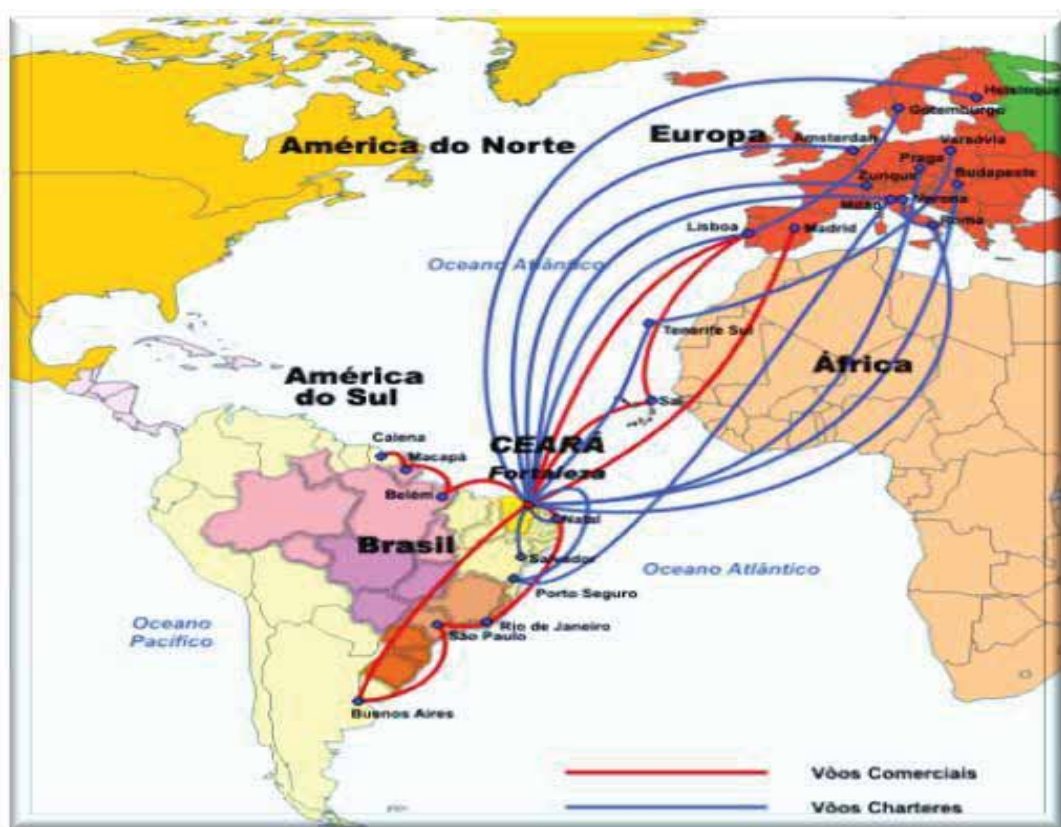 América do Norte
Europa
Helsinque
Gotemburgo
Amsterdan
Varsóvia
Praga
Zurique
Budapeste
Milão
Verona
Roma
Lisboa
Madrid
Oceano Atlântico
Tenerife Sul
África
América
do Sul
Sal
CEARÁ
Fortaleza
Caiena
Macapá
Belém
Natal
Brasil
Salvador
Oceano Atlântico
Porto Seguro
Oceano
Pacífico
São Paulo
Rio de Janeiro
Buenos Aires
Vôos Comerciais
Vôos Charteres